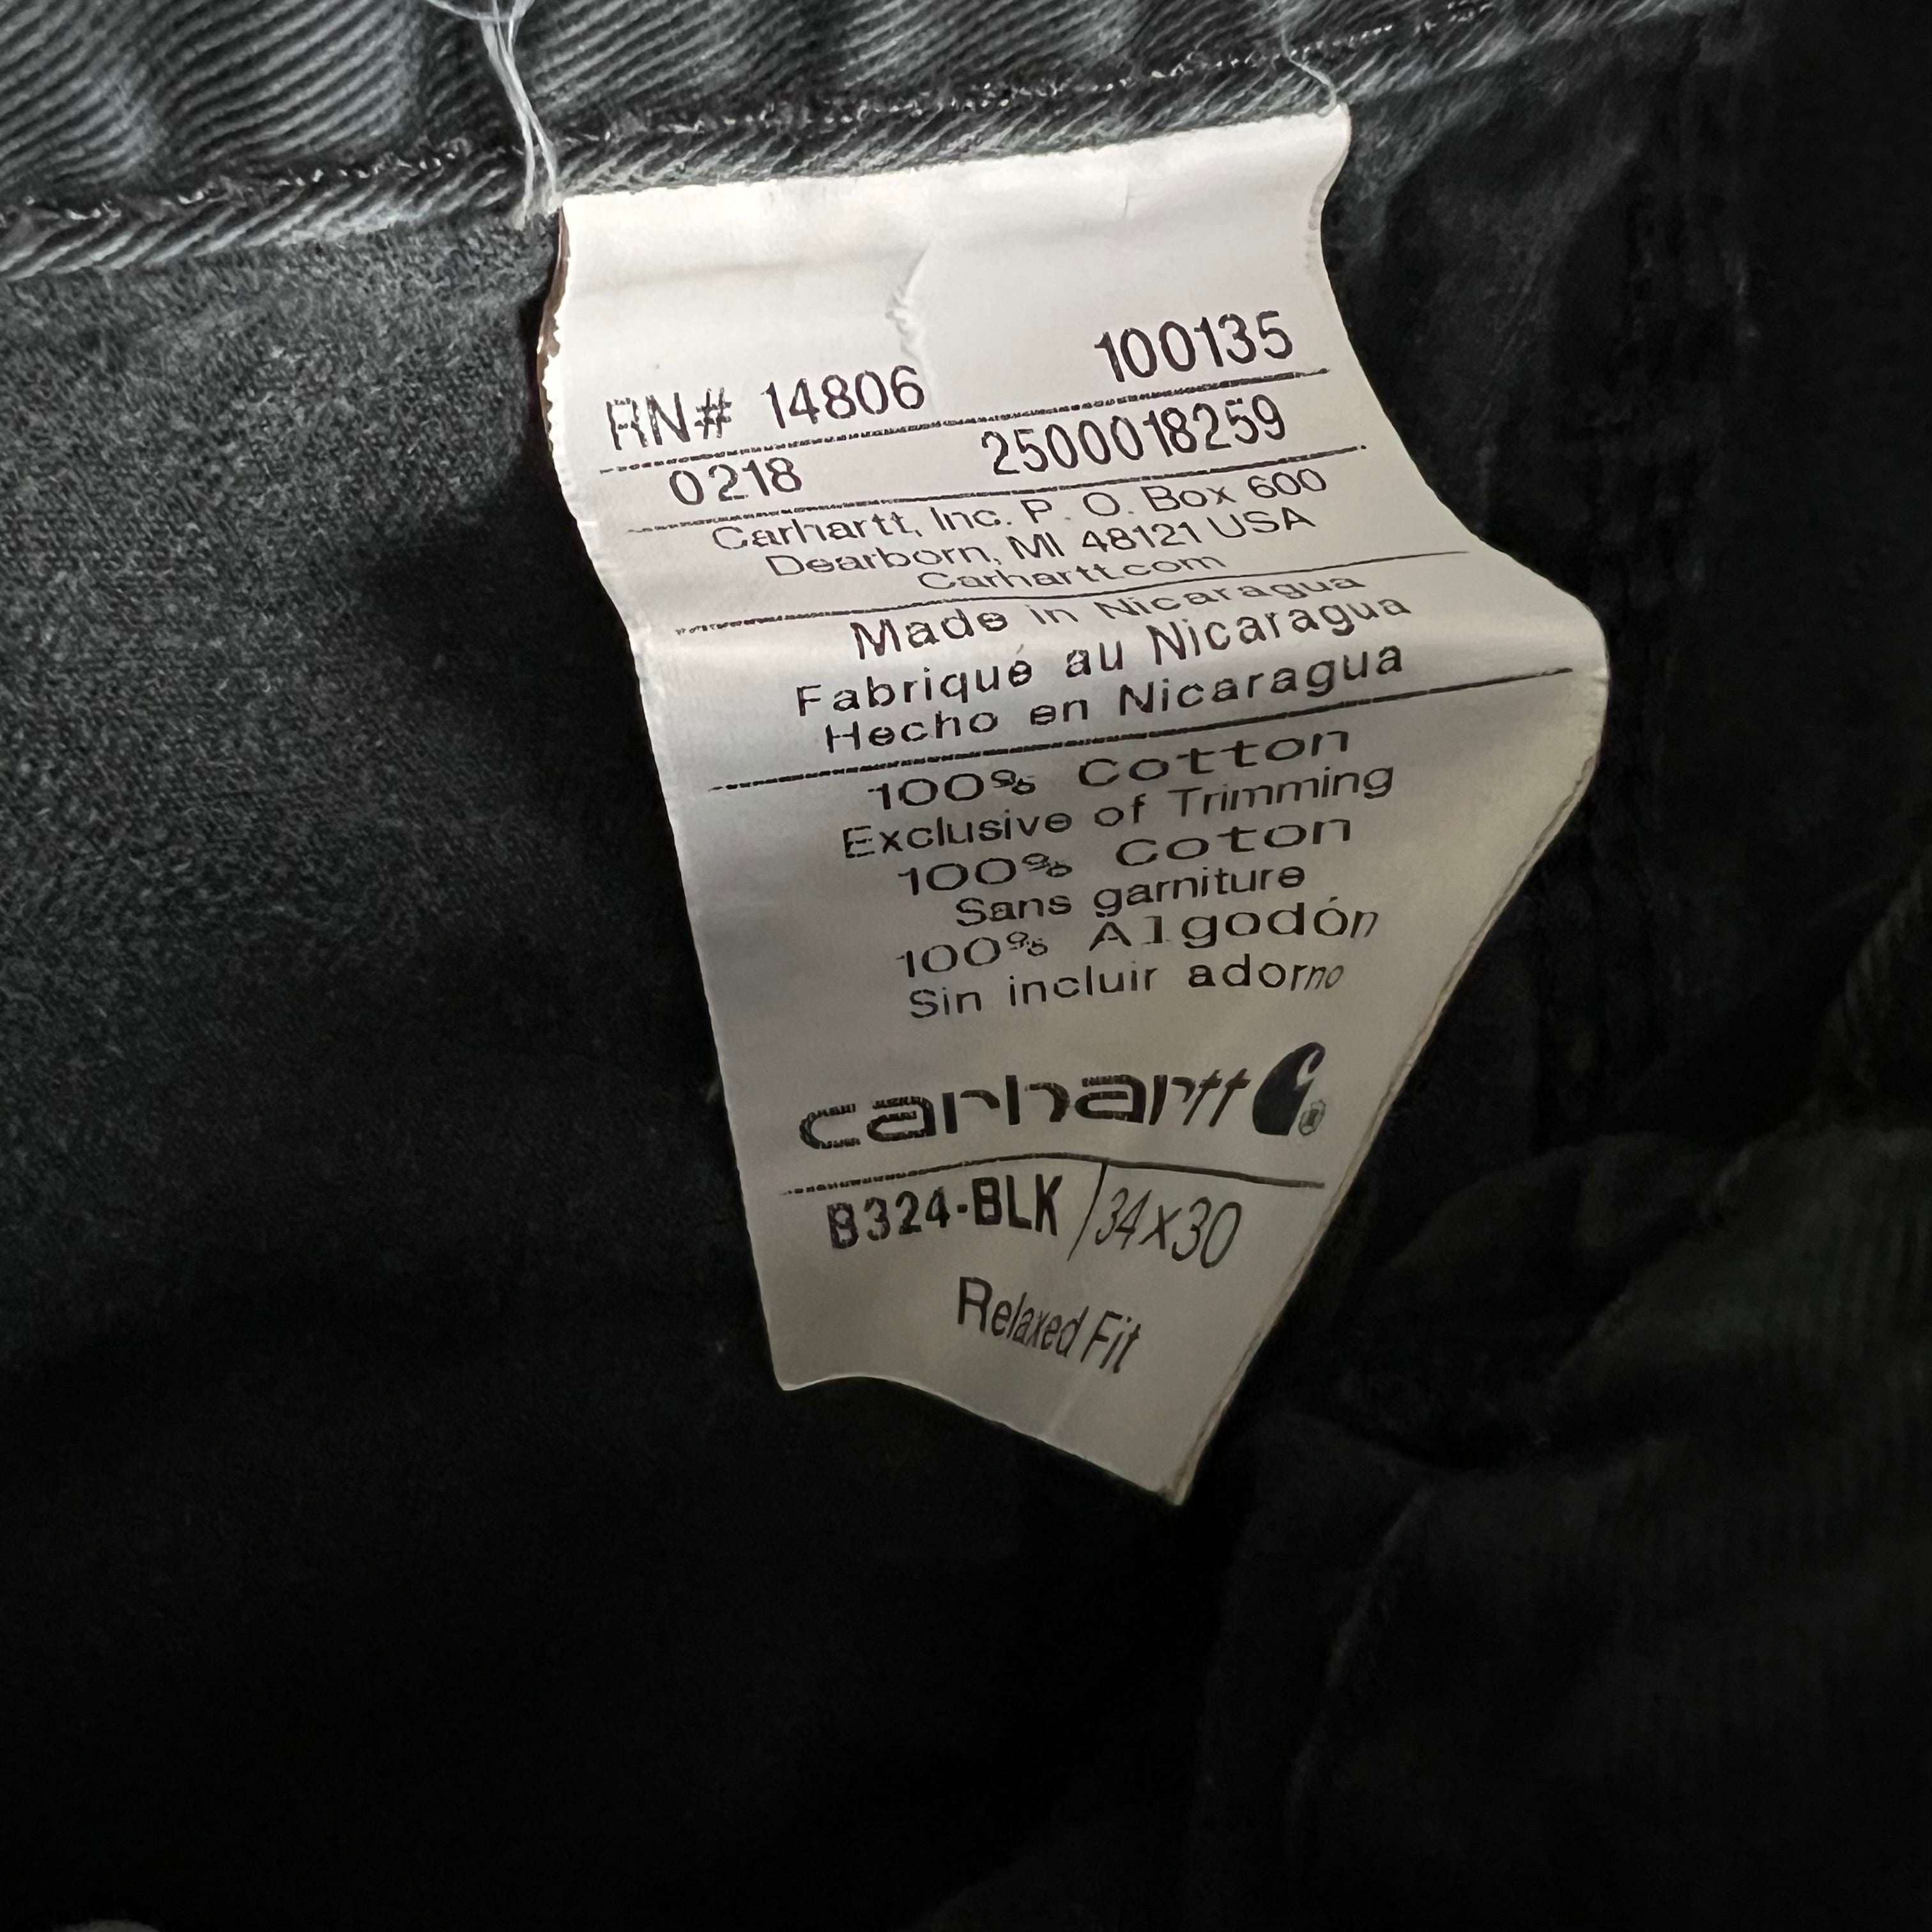 RN# 14806 100135
0218 2500018259
Carhartt, Inc. P. O. Box 600
Dearborn, MI 48121 USA
Carhartt.com
Made in Nicaragua
Fabriqué au Nicaragua
Hecho en Nicaragua
100% Cotton
Exclusive of Trimming
100% Coton
Sans garniture
100% Algodón
Sin incluir adorno
carhartt
B324-BLK 34x30
Relaxed Fit